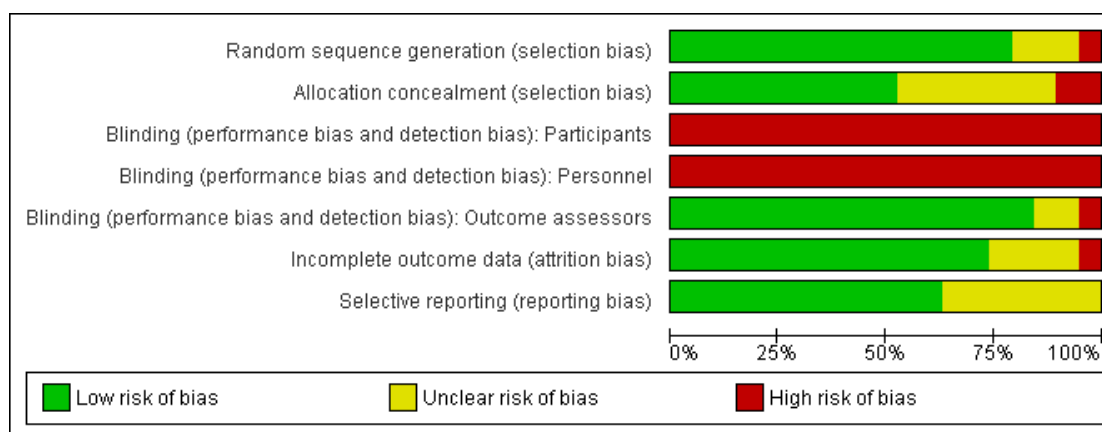 Random sequence generation (selection bias)
Allocation concealment (selection bias)
Blinding (performance bias and detection bias): Participants
Blinding (performance bias and detection bias): Personnel
Blinding (performance bias and detection bias): Outcome assessors
Incomplete outcome data (attrition bias)
Selective reporting (reporting bias)
0% 25% 50% 75% 100%
Low risk of bias Unclear risk of bias High risk of bias